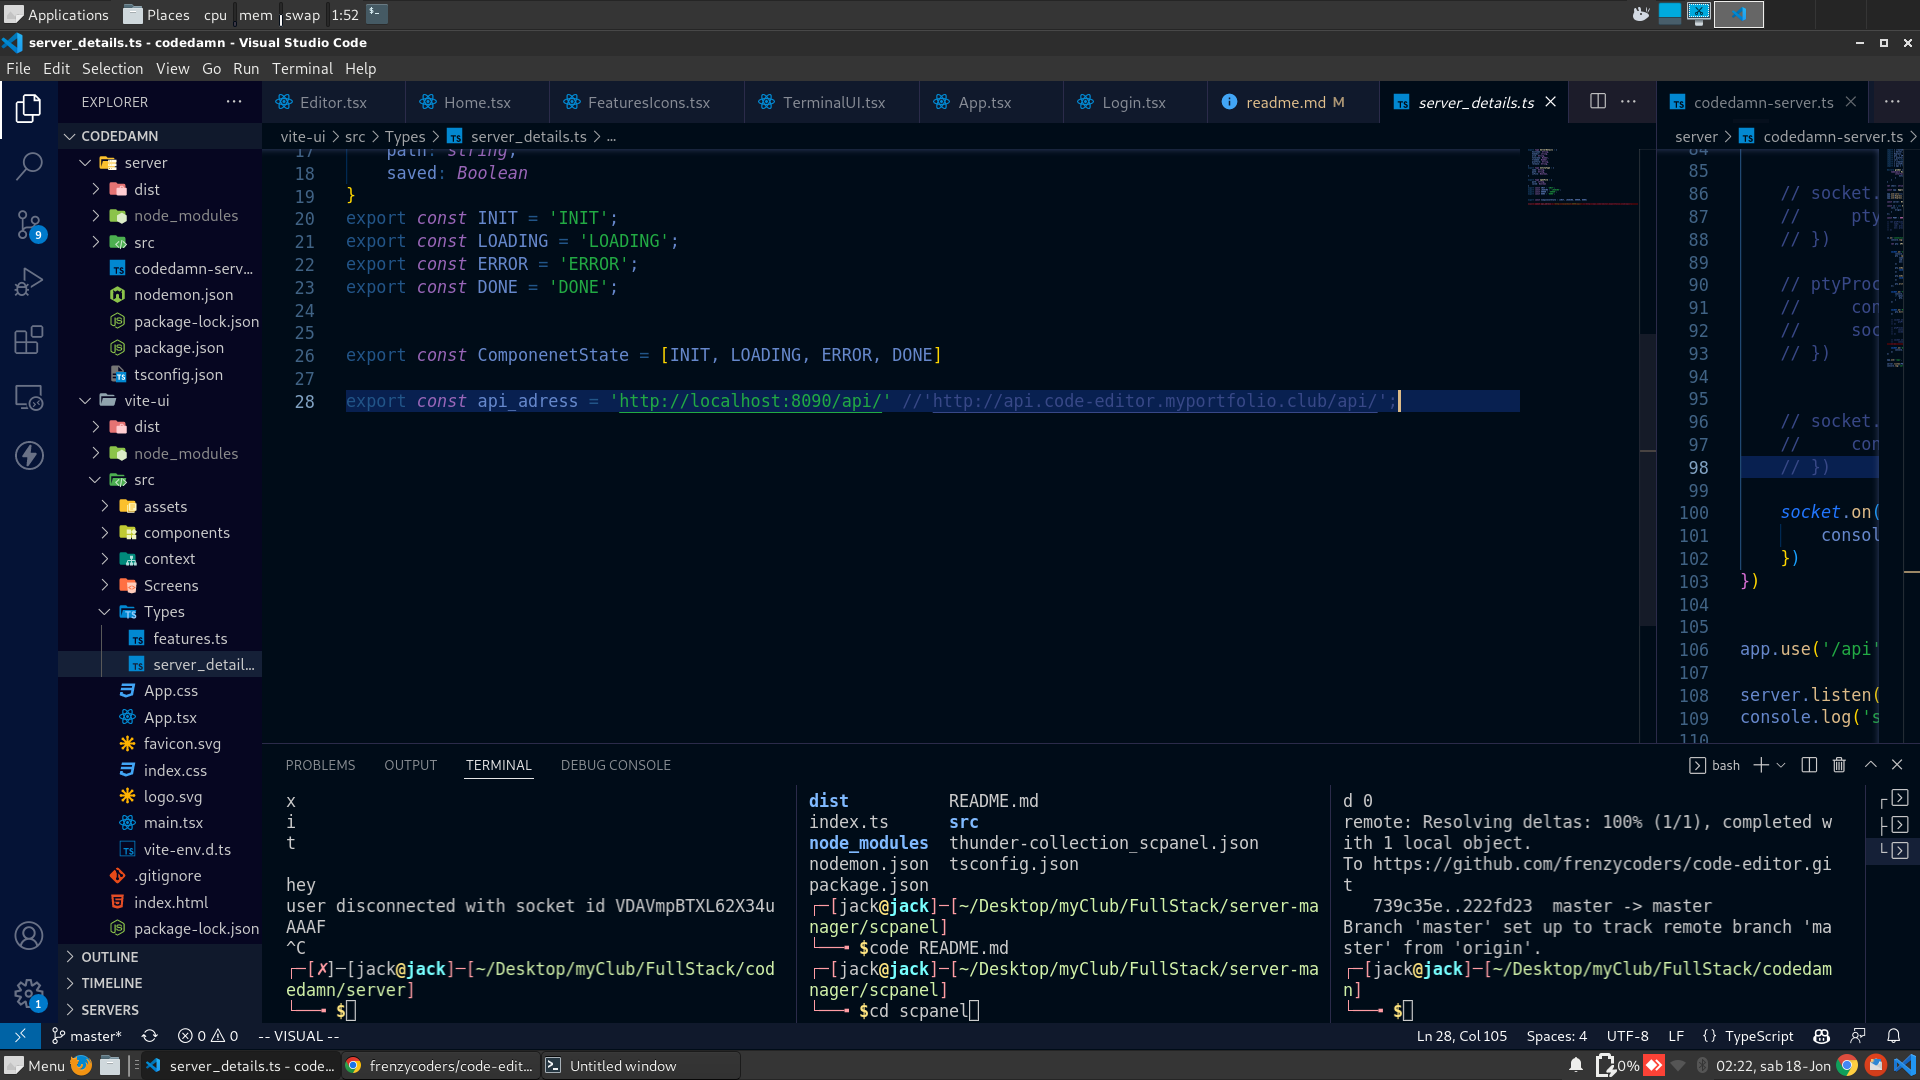 Applications Places cpu mem swap 1:52
server_details.ts - codedamn - Visual Studio Code
File Edit Selection View Go Run Terminal Help
EXPLORER
CODEDAMN
server
dist
node_modules
src
codedamn-serv...
nodemon.json
package-lock.json
package.json
tsconfig.json
vite-ui
dist
node_modules
src
assets
components
context
Screens
Types
features.ts
server_detail...
App.css
App.tsx
favicon.svg
index.css
logo.svg
main.tsx
vite-env.d.ts
.gitignore
index.html
package-lock.json
OUTLINE
TIMELINE
SERVERS
9
1
Editor.tsx Home.tsx FeaturesIcons.tsx TerminalUI.tsx App.tsx Login.tsx readme.md M server_details.ts
vite-ui > src > Types > server_details.ts > ...
17 path: string;
18 saved: Boolean
19 }
20 export const INIT = 'INIT';
21 export const LOADING = 'LOADING';
22 export const ERROR = 'ERROR';
23 export const DONE = 'DONE';
24
25
26 export const ComponenetState = [INIT, LOADING, ERROR, DONE]
27
28 export const api_adress = 'http://localhost:8090/api/' //'http://api.code-editor.myportfolio.club/api/';
codedamn-server.ts
server > codedamn-server.ts >
84
85
86 // socket.
87 // pty
88 // })
89
90 // ptyProc
91 // con
92 // soc
93 // })
94
95
96 // socket.
97 // con
98 // })
99
100 socket.on(
101 consol
102 })
103 })
104
105
106 app.use('/api'
107
108 server.listen(
109 console.log('s
110
PROBLEMS OUTPUT TERMINAL DEBUG CONSOLE
bash
x
i
t
hey
user disconnected with socket id VDAVmpBTXL62X34u
AAAF
^C
┌─[✗]─[jack@jack]─[~/Desktop/myClub/FullStack/cod
edamn/server]
└──╼ $
dist README.md
index.ts src
node_modules thunder-collection_scpanel.json
nodemon.json tsconfig.json
package.json
┌─[jack@jack]─[~/Desktop/myClub/FullStack/server-ma
nager/scpanel]
└──╼ $code README.md
┌─[jack@jack]─[~/Desktop/myClub/FullStack/server-ma
nager/scpanel]
└──╼ $cd scpanel
d 0
remote: Resolving deltas: 100% (1/1), completed w
ith 1 local object.
To https://github.com/frenzycoders/code-editor.gi
t
739c35e..222fd23 master -> master
Branch 'master' set up to track remote branch 'ma
ster' from 'origin'.
┌─[jack@jack]─[~/Desktop/myClub/FullStack/codedam
n]
└──╼ $
master* 0 0 -- VISUAL -- Ln 28, Col 105 Spaces: 4 UTF-8 LF {} TypeScript
Menu server_details.ts - code... frenzycoders/code-edit... Untitled window 0% 02:22, sab 18-Jon